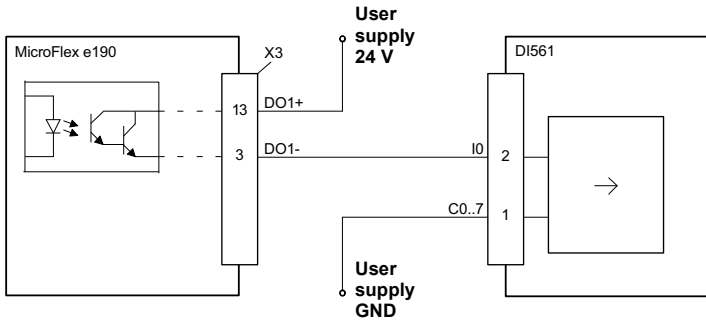 User
supply
24 V
MicroFlex e190
X3
DI561
13
DO1+
3
DO1-
I0
2
C0..7
1
User
supply
GND